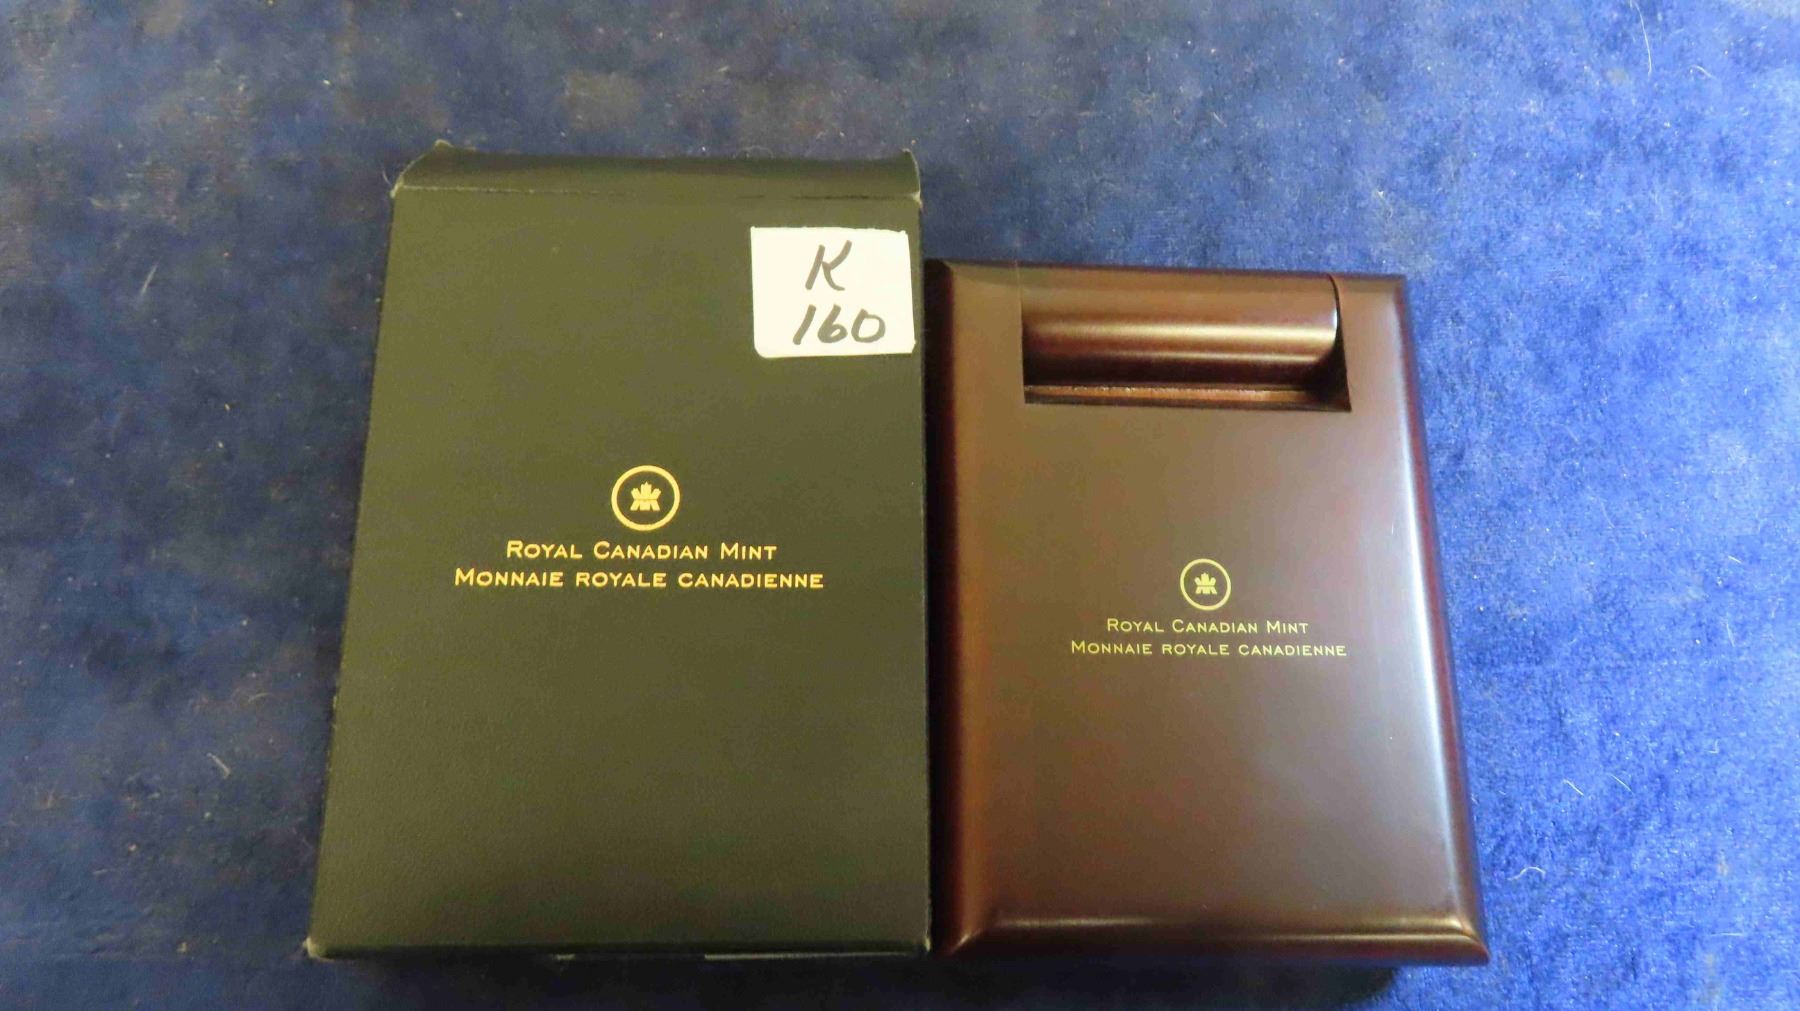 K
160
ROYAL CANADIAN MINT
MONNAIE ROYALE CANADIENNE
ROYAL CANADIAN MINT
MONNAIE ROYALE CANADIENNE